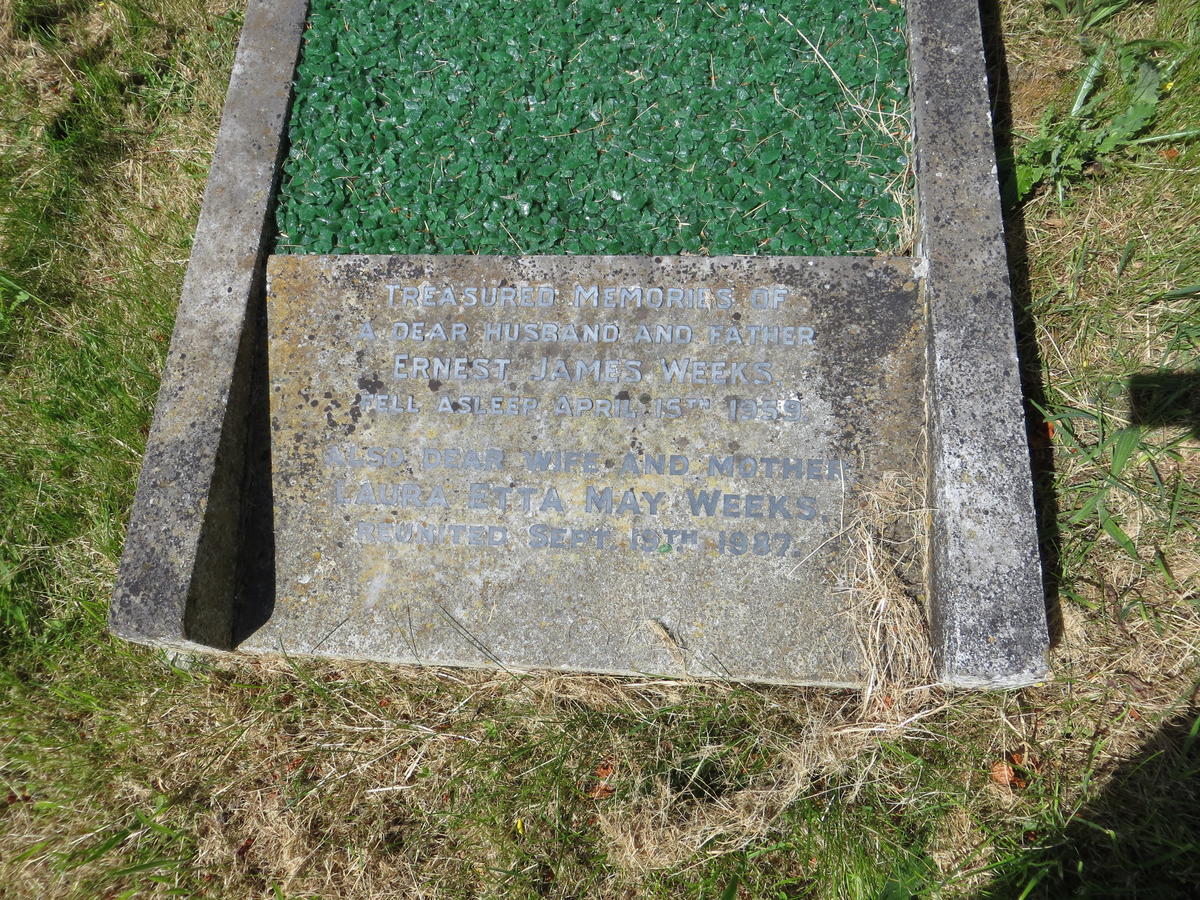 TREASURED MEMORIES OF
A DEAR HUSBAND AND FATHER
ERNEST JAMES WEEKS.
FELL ASLEEP APRIL 15TH 1959.
ALSO DEAR WIFE AND MOTHER
LAURA ETTA MAY WEEKS.
REUNITED SEPT. 19TH 1987.